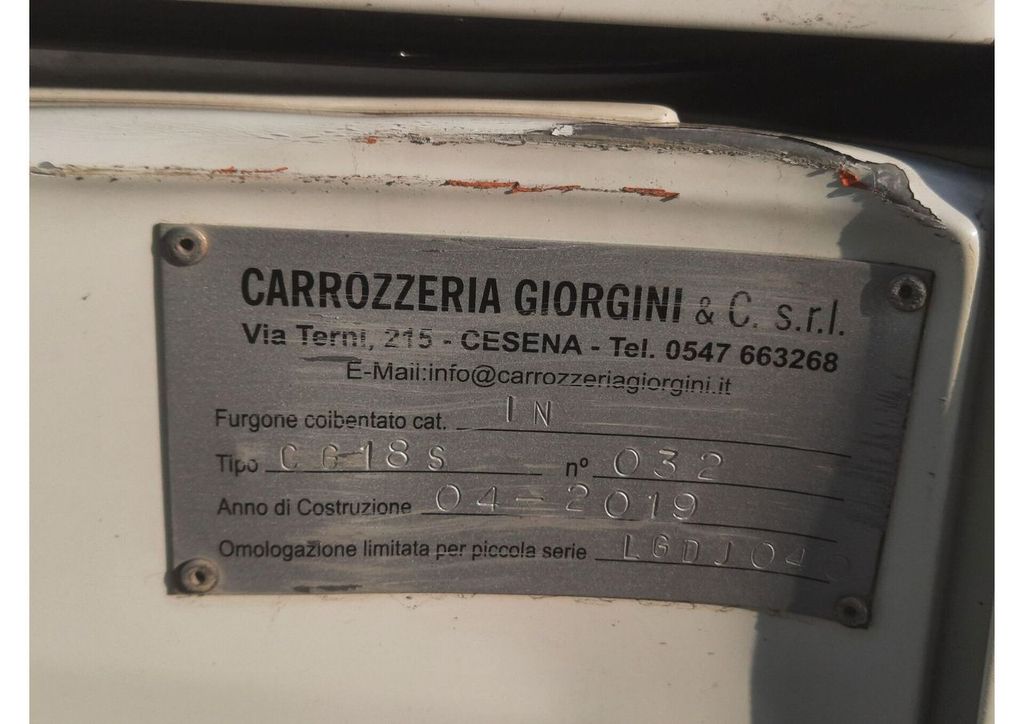 CARROZZERIA GIORGINI & C. s.r.l.
Via Terni, 215 - CESENA - Tel. 0547 663268
E-Mail:info@carrozzeriagiorgini.it
Furgone coibentato cat. IN
Tipo CG18S n° 032
Anno di Costruzione 04-2019
Omologazione limitata per piccola serie